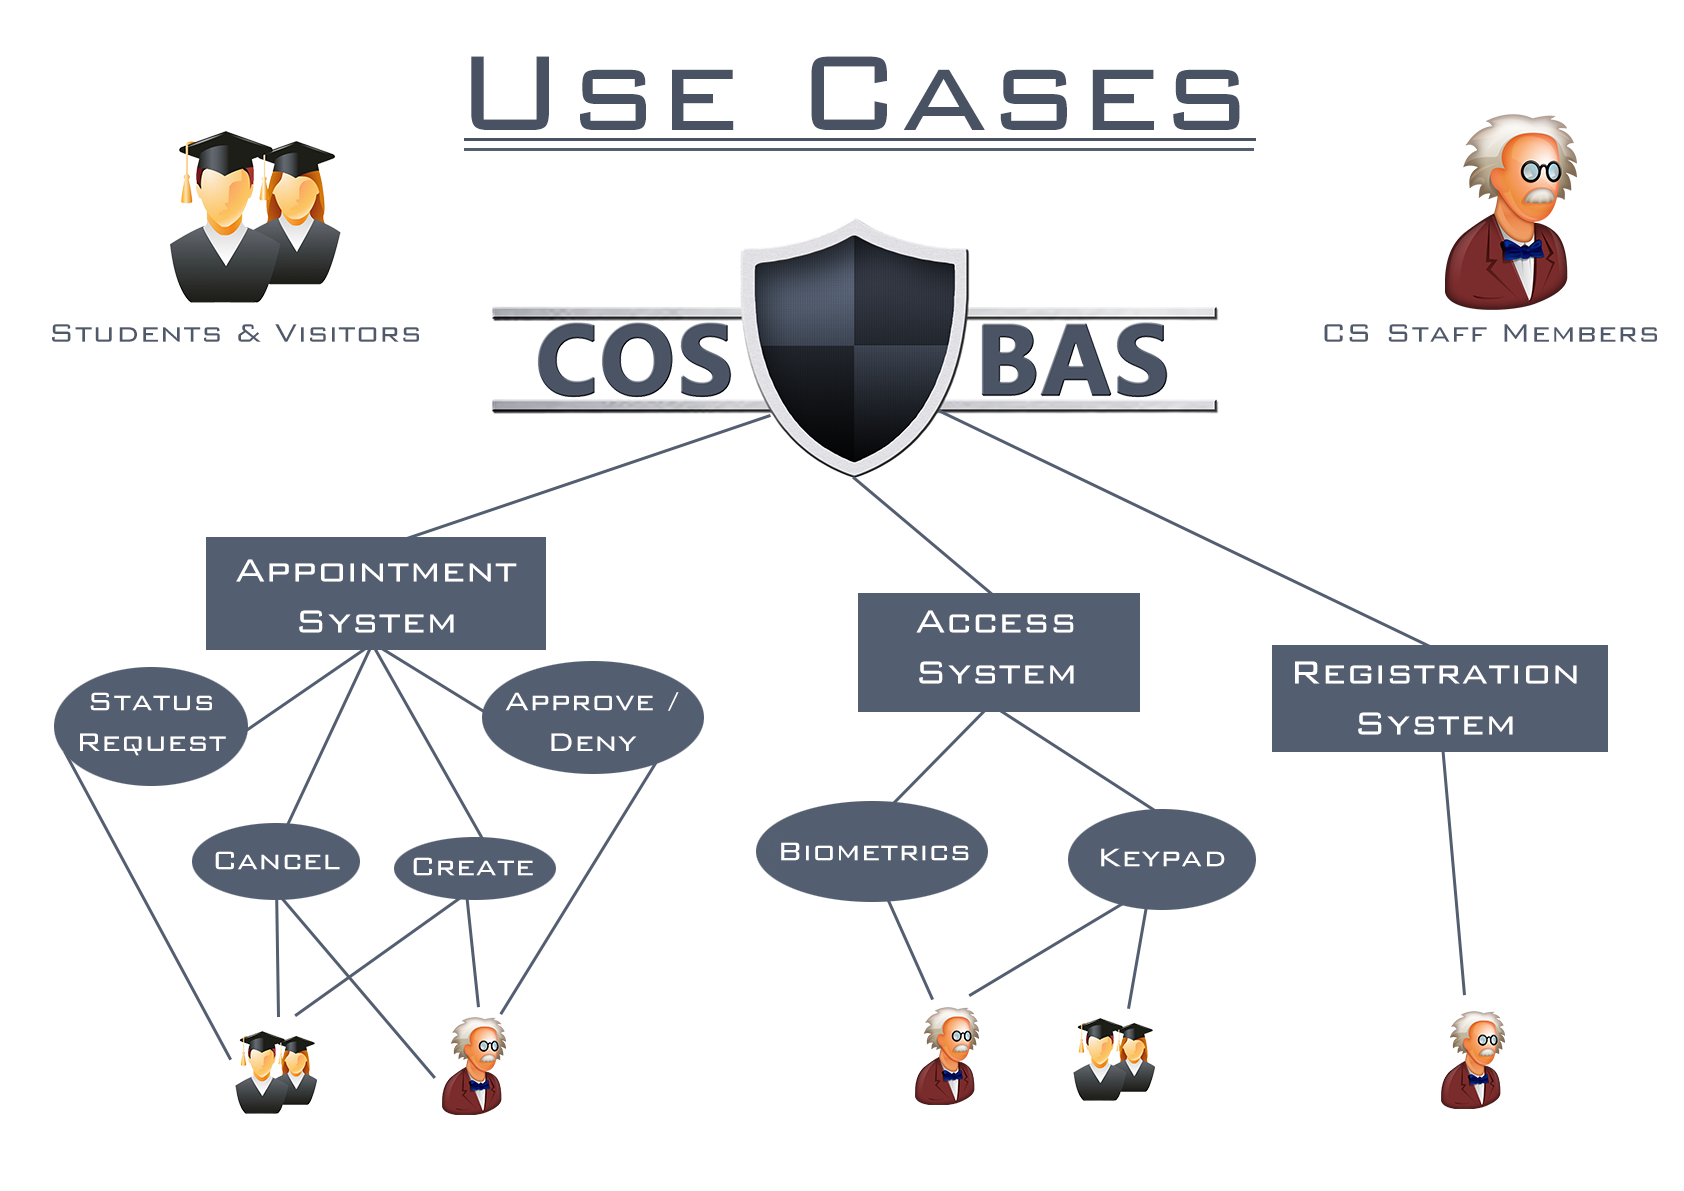 Use Cases
Students & Visitors
CS Staff Members
COS BAS
Appointment
System
Access
System
Registration
System
Status
Request
Approve /
Deny
Cancel
Create
Biometrics
Keypad